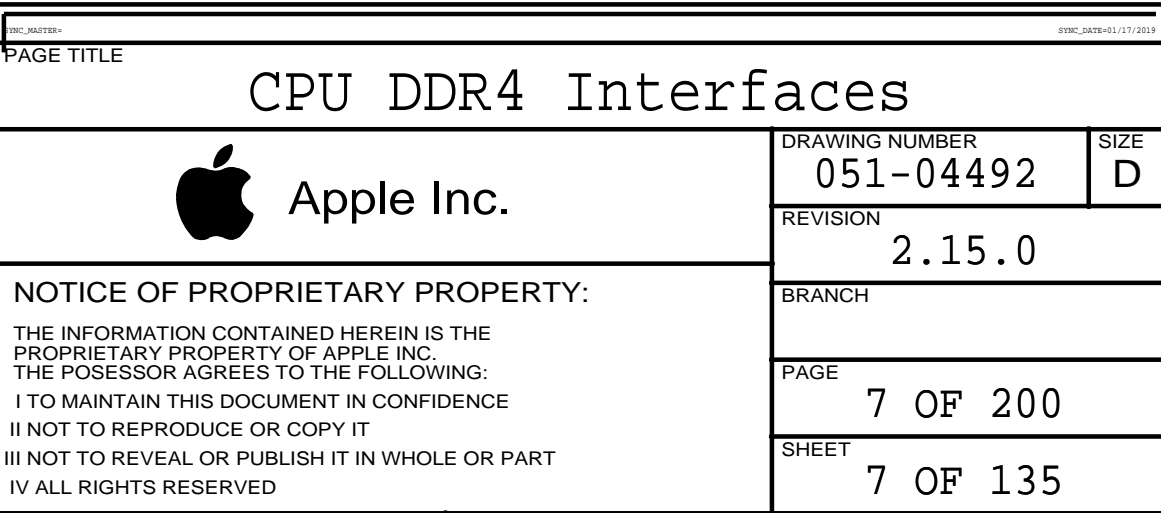 SYNC_MASTER=
SYNC_DATE=01/17/2019
PAGE TITLE
CPU DDR4 Interfaces
Apple Inc.
DRAWING NUMBER
051-04492
SIZE
D
REVISION
2.15.0
NOTICE OF PROPRIETARY PROPERTY:
BRANCH
THE INFORMATION CONTAINED HEREIN IS THE
PROPRIETARY PROPERTY OF APPLE INC.
THE POSESSOR AGREES TO THE FOLLOWING:
I TO MAINTAIN THIS DOCUMENT IN CONFIDENCE
II NOT TO REPRODUCE OR COPY IT
III NOT TO REVEAL OR PUBLISH IT IN WHOLE OR PART
IV ALL RIGHTS RESERVED
PAGE
7 OF 200
SHEET
7 OF 135